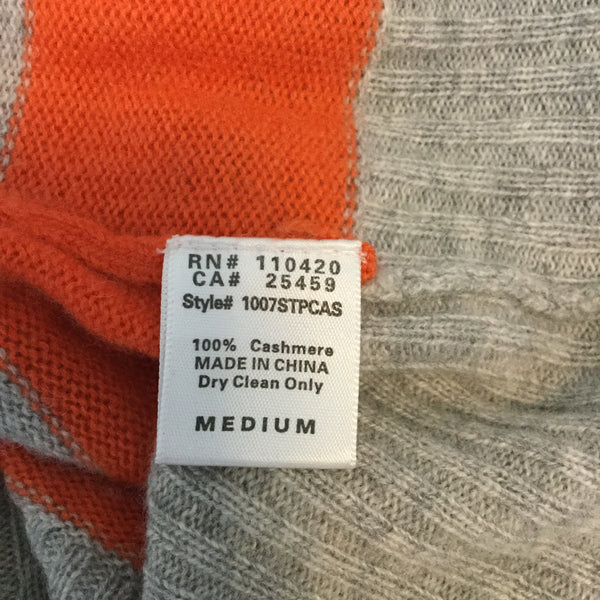 RN# 110420
CA# 25459
Style# 1007STPCAS
100% Cashmere
MADE IN CHINA
Dry Clean Only
MEDIUM